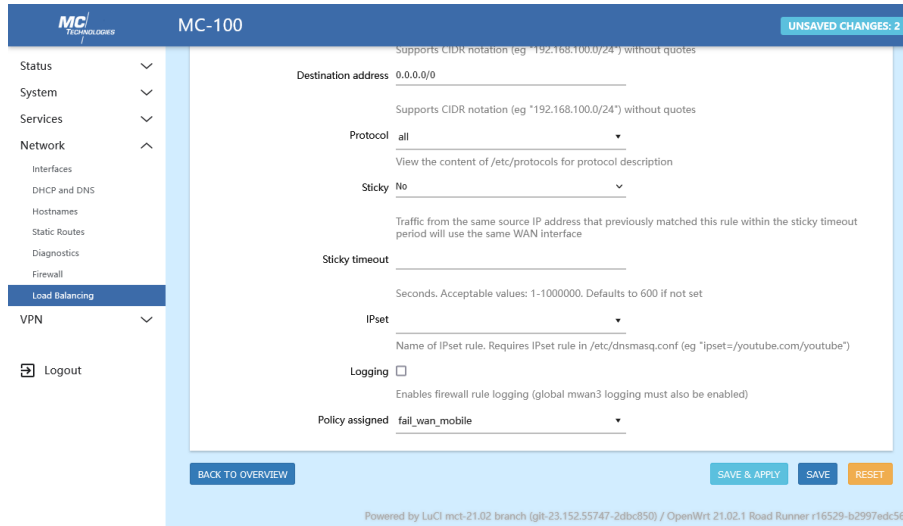 MC
TECHNOLOGIES
MC-100
UNSAVED CHANGES: 2
Status
System
Services
Network
Interfaces
DHCP and DNS
Hostnames
Static Routes
Diagnostics
Firewall
Load Balancing
VPN
Logout
Supports CIDR notation (eg "192.168.100.0/24") without quotes
Destination address 0.0.0.0/0
Supports CIDR notation (eg "192.168.100.0/24") without quotes
Protocol all
View the content of /etc/protocols for protocol description
Sticky No
Traffic from the same source IP address that previously matched this rule within the sticky timeout
period will use the same WAN interface
Sticky timeout
Seconds. Acceptable values: 1-1000000. Defaults to 600 if not set
IPset
Name of IPset rule. Requires IPset rule in /etc/dnsmasq.conf (eg "ipset=/youtube.com/youtube")
Logging
Enables firewall rule logging (global mwan3 logging must also be enabled)
Policy assigned fail_wan_mobile
BACK TO OVERVIEW
SAVE & APPLY SAVE RESET
Powered by LuCI mct-21.02 branch (git-23.152.55747-2dbc850) / OpenWrt 21.02.1 Road Runner r16529-b2997edc56